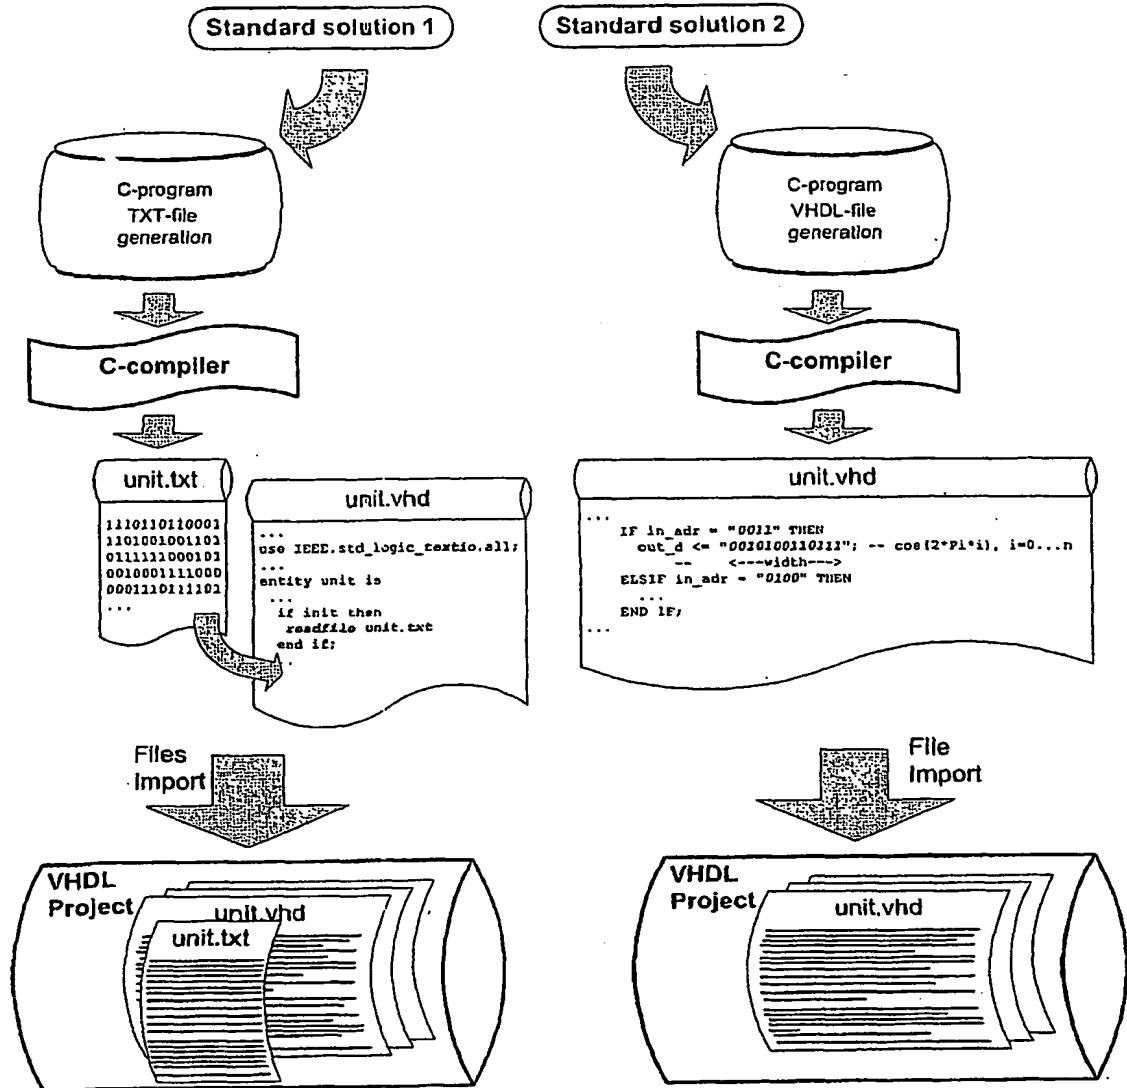 Standard solution 1
Standard solution 2
C-program
TXT-file
generation
C-program
VHDL-file
generation
C-compiler
C-compiler
unit.txt
1110110110001
1101001001101
0111111000101
0010001111000
0001110111101
...
unit.vhd
...
use IEEE.std_logic_textio.all;
...
entity unit is
...
if init then
readfile unit.txt
end if;
..
unit.vhd
...
IF in_adr = "0011" THEN
out_d <= "0010100110111"; -- cos(2*Pi*i), i=0...n
-- <---width--->
ELSIF in_adr = "0100" THEN
...
END IF;
...
Files
Import
File
Import
VHDL
Project
unit.vhd
unit.txt
VHDL
Project
unit.vhd